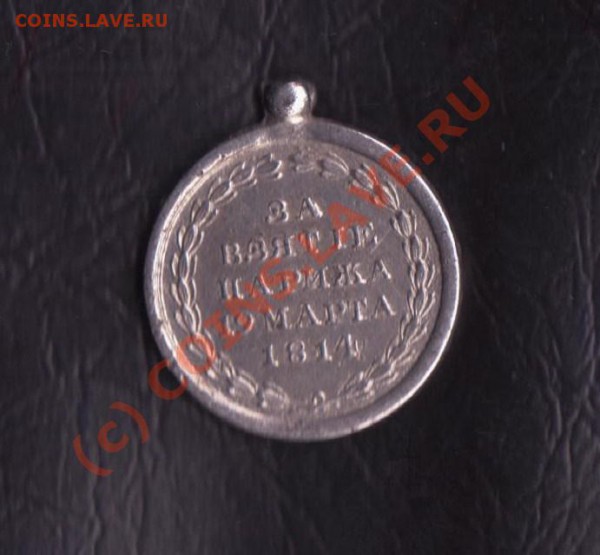 COINS.LAVE.RU
ЗА
ВЗЯТІЕ
ПАРИЖА
19 МАРТА
1814.
(c) COINS.LAVE.RU